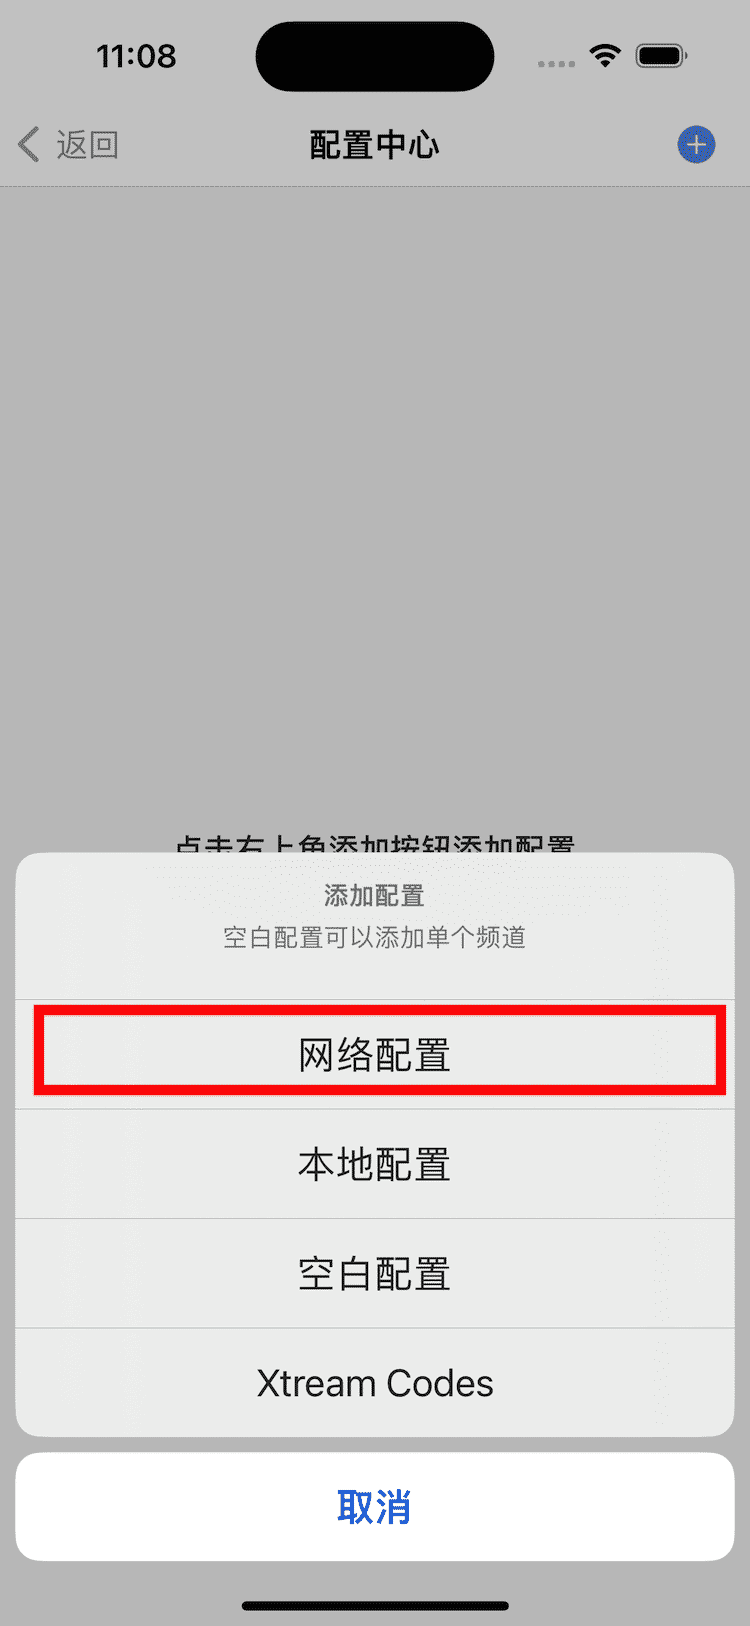 11:08
返回
配置中心
点击右上角添加按钮添加配置
添加配置
空白配置可以添加单个频道
网络配置
本地配置
空白配置
Xtream Codes
取消